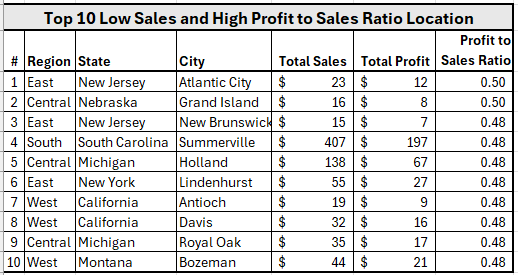 Top 10 Low Sales and High Profit to Sales Ratio Location
# Region State City Total Sales Total Profit Profit to Sales Ratio
1 East New Jersey Atlantic City $ 23 $ 12 0.50
2 Central Nebraska Grand Island $ 16 $ 8 0.50
3 East New Jersey New Brunswick $ 15 $ 7 0.48
4 South South Carolina Summerville $ 407 $ 197 0.48
5 Central Michigan Holland $ 138 $ 67 0.48
6 East New York Lindenhurst $ 55 $ 27 0.48
7 West California Antioch $ 19 $ 9 0.48
8 West California Davis $ 32 $ 16 0.48
9 Central Michigan Royal Oak $ 35 $ 17 0.48
10 West Montana Bozeman $ 44 $ 21 0.48